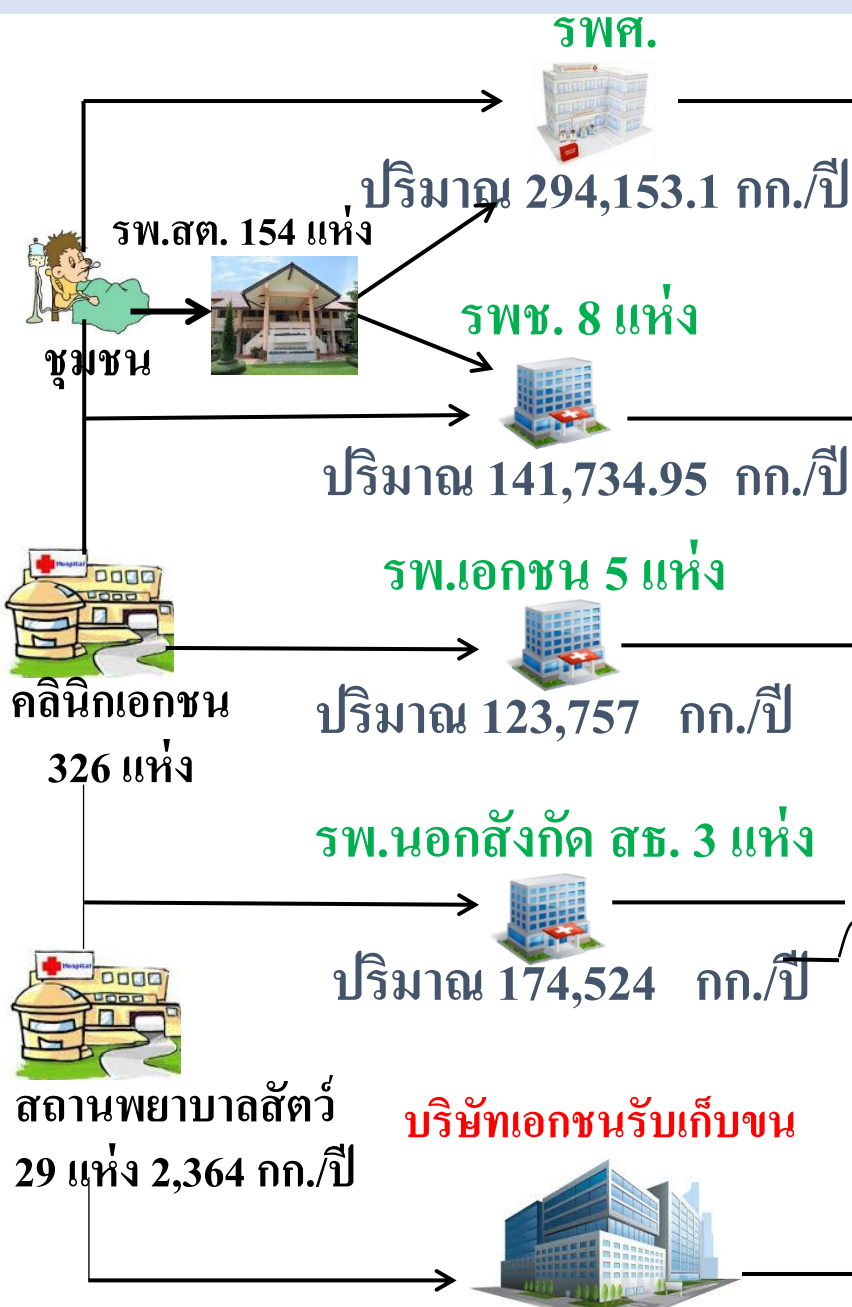 รพศ.
ปริมาณ 294,153.1 กก./ปี
รพ.สต. 154 แห่ง
รพช. 8 แห่ง
ชุมชน
ปริมาณ 141,734.95 กก./ปี
Hospital
รพ.เอกชน 5 แห่ง
คลินิกเอกชน
326 แห่ง
ปริมาณ 123,757 กก./ปี
รพ.นอกสังกัด สธ. 3 แห่ง
Hospital
ปริมาณ 174,524 กก./ปี
สถานพยาบาลสัตว์
29 แห่ง 2,364 กก./ปี
บริษัทเอกชนรับเก็บขน